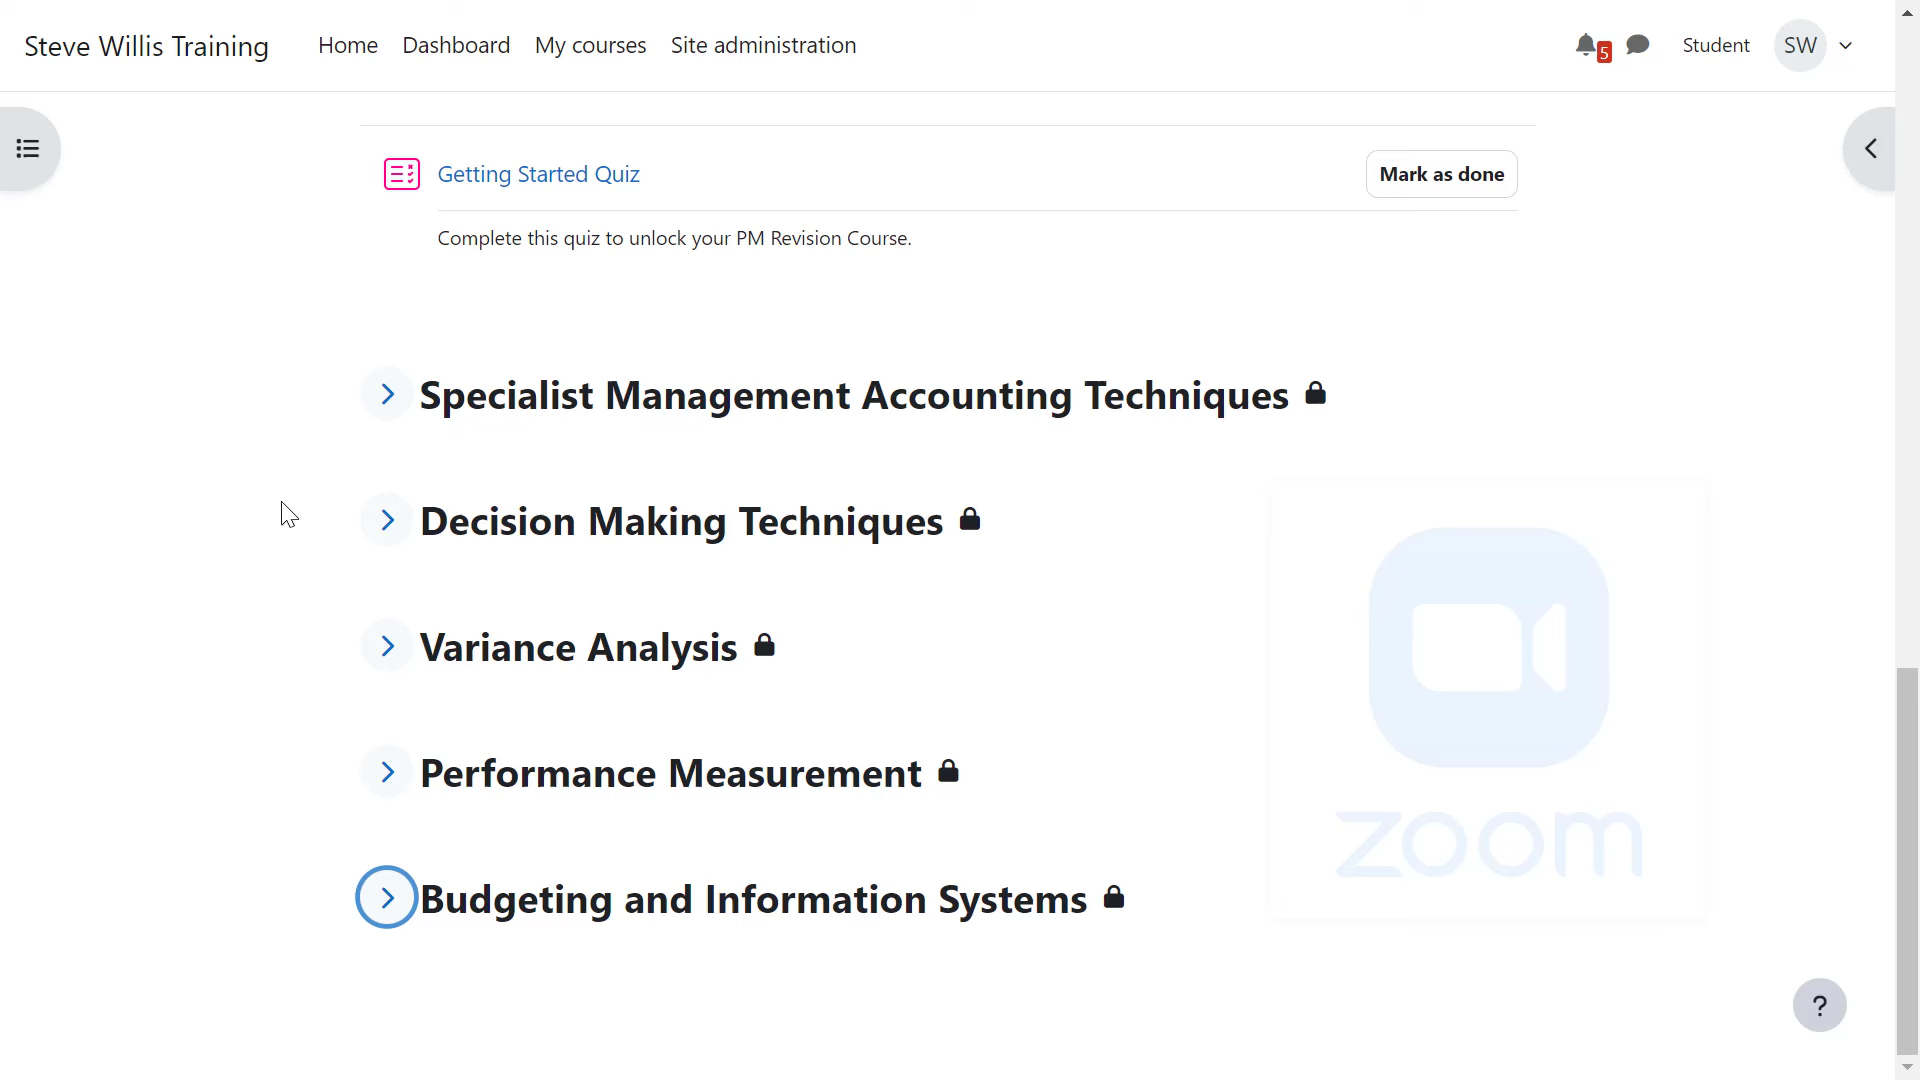 Steve Willis Training Home Dashboard My courses Site administration 5 Student SW
Getting Started Quiz Mark as done
Complete this quiz to unlock your PM Revision Course.
Specialist Management Accounting Techniques
Decision Making Techniques
Variance Analysis
Performance Measurement
zoom
Budgeting and Information Systems
?